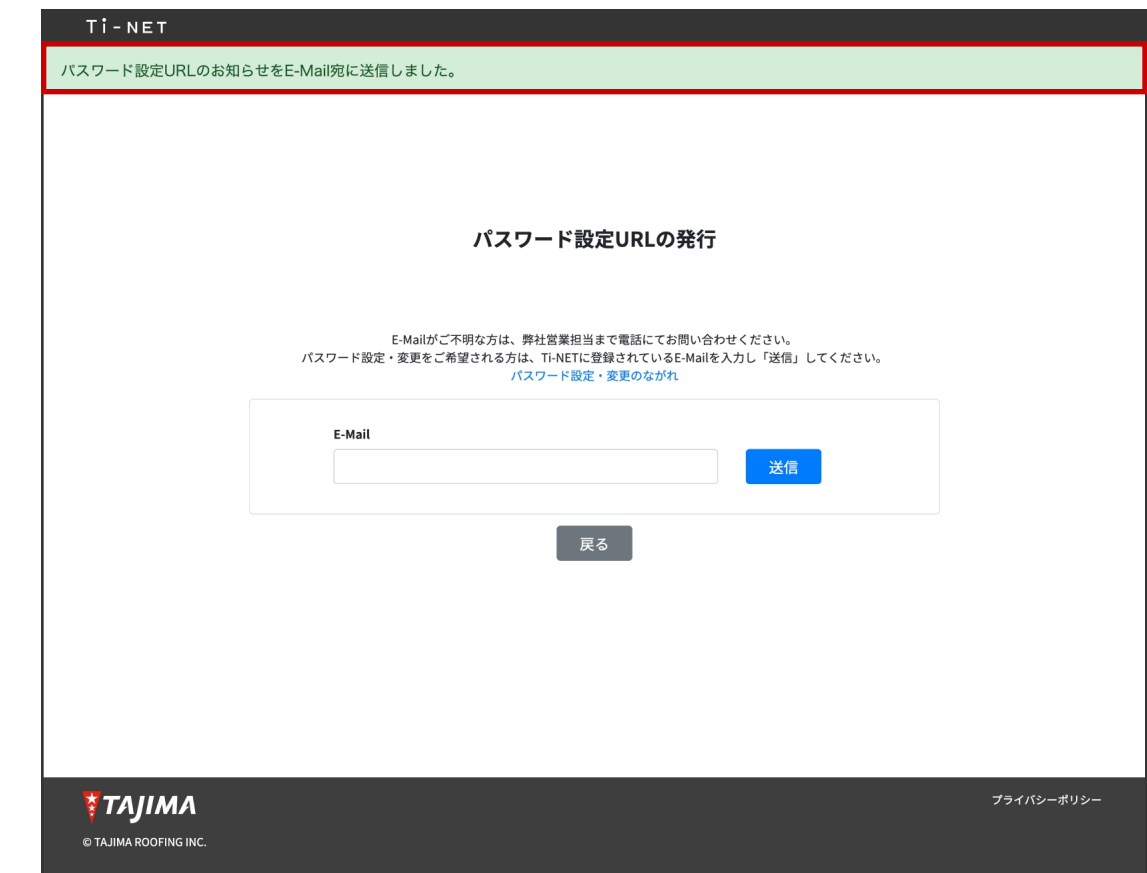 Ti-NET
パスワード設定URLのお知らせをE-Mail宛に送信しました。
パスワード設定URLの発行
E-Mailがご不明な方は、弊社営業担当まで電話にてお問い合わせください。
パスワード設定・変更をご希望される方は、Ti-NETに登録されているE-Mailを入力し「送信」してください。
パスワード設定・変更のながれ
E-Mail
送信
戻る
TAJIMA
プライバシーポリシー
© TAJIMA ROOFING INC.